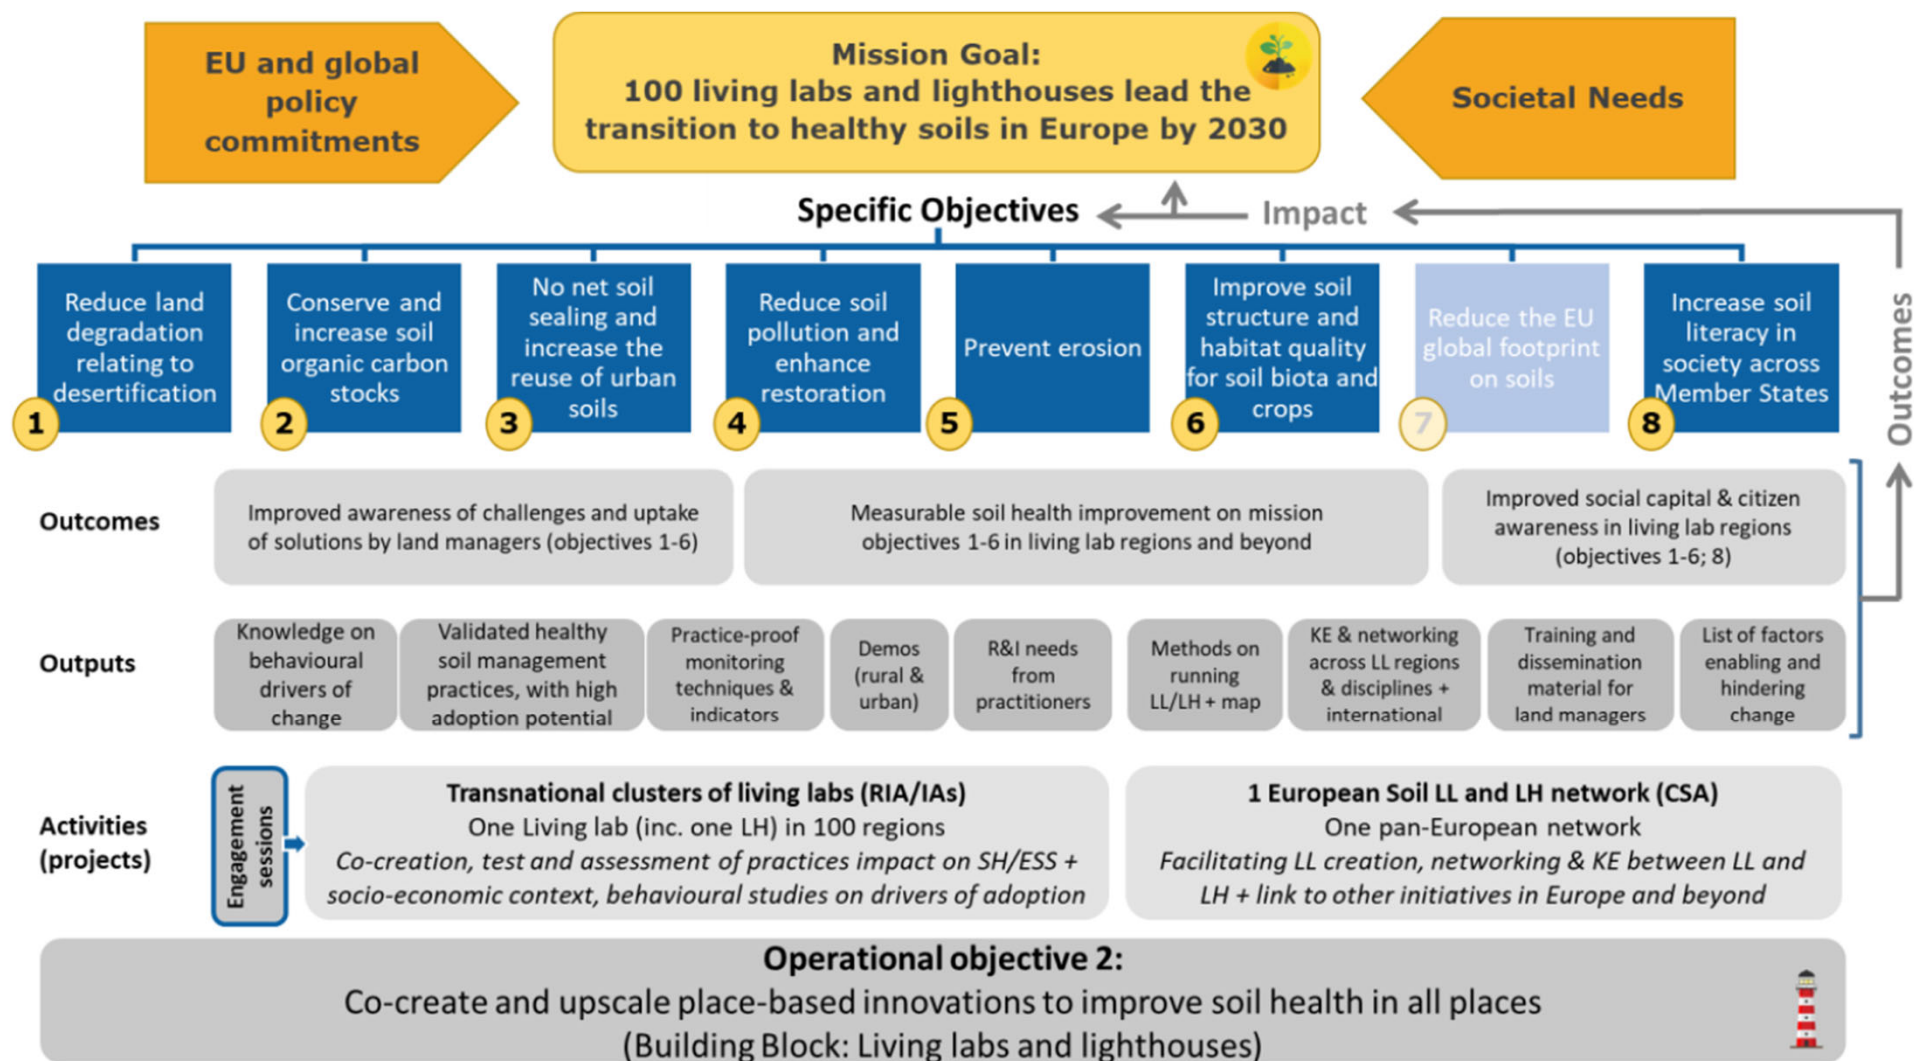 EU and global
policy
commitments
Mission Goal:
100 living labs and lighthouses lead the
transition to healthy soils in Europe by 2030
Societal Needs
Specific Objectives
Impact
Reduce land
degradation
relating to
desertification
1
Conserve and
increase soil
organic carbon
stocks
2
No net soil
sealing and
increase the
reuse of urban
soils
3
Reduce soil
pollution and
enhance
restoration
4
Prevent erosion
5
Improve soil
structure and
habitat quality
for soil biota and
crops
6
Reduce the EU
global footprint
on soils
7
Increase soil
literacy in
society across
Member States
8
Outcomes
Outcomes
Improved awareness of challenges and uptake
of solutions by land managers (objectives 1-6)
Measurable soil health improvement on mission
objectives 1-6 in living lab regions and beyond
Improved social capital & citizen
awareness in living lab regions
(objectives 1-6; 8)
Outputs
Knowledge on
behavioural
drivers of
change
Validated healthy
soil management
practices, with high
adoption potential
Practice-proof
monitoring
techniques &
indicators
Demos
(rural &
urban)
R&I needs
from
practitioners
Methods on
running
LL/LH + map
KE & networking
across LL regions
& disciplines +
international
Training and
dissemination
material for
land managers
List of factors
enabling and
hindering
change
Activities
(projects)
Engagement
sessions
Transnational clusters of living labs (RIA/IAs)
One Living lab (inc. one LH) in 100 regions
Co-creation, test and assessment of practices impact on SH/ESS +
socio-economic context, behavioural studies on drivers of adoption
1 European Soil LL and LH network (CSA)
One pan-European network
Facilitating LL creation, networking & KE between LL and
LH + link to other initiatives in Europe and beyond
Operational objective 2:
Co-create and upscale place-based innovations to improve soil health in all places
(Building Block: Living labs and lighthouses)